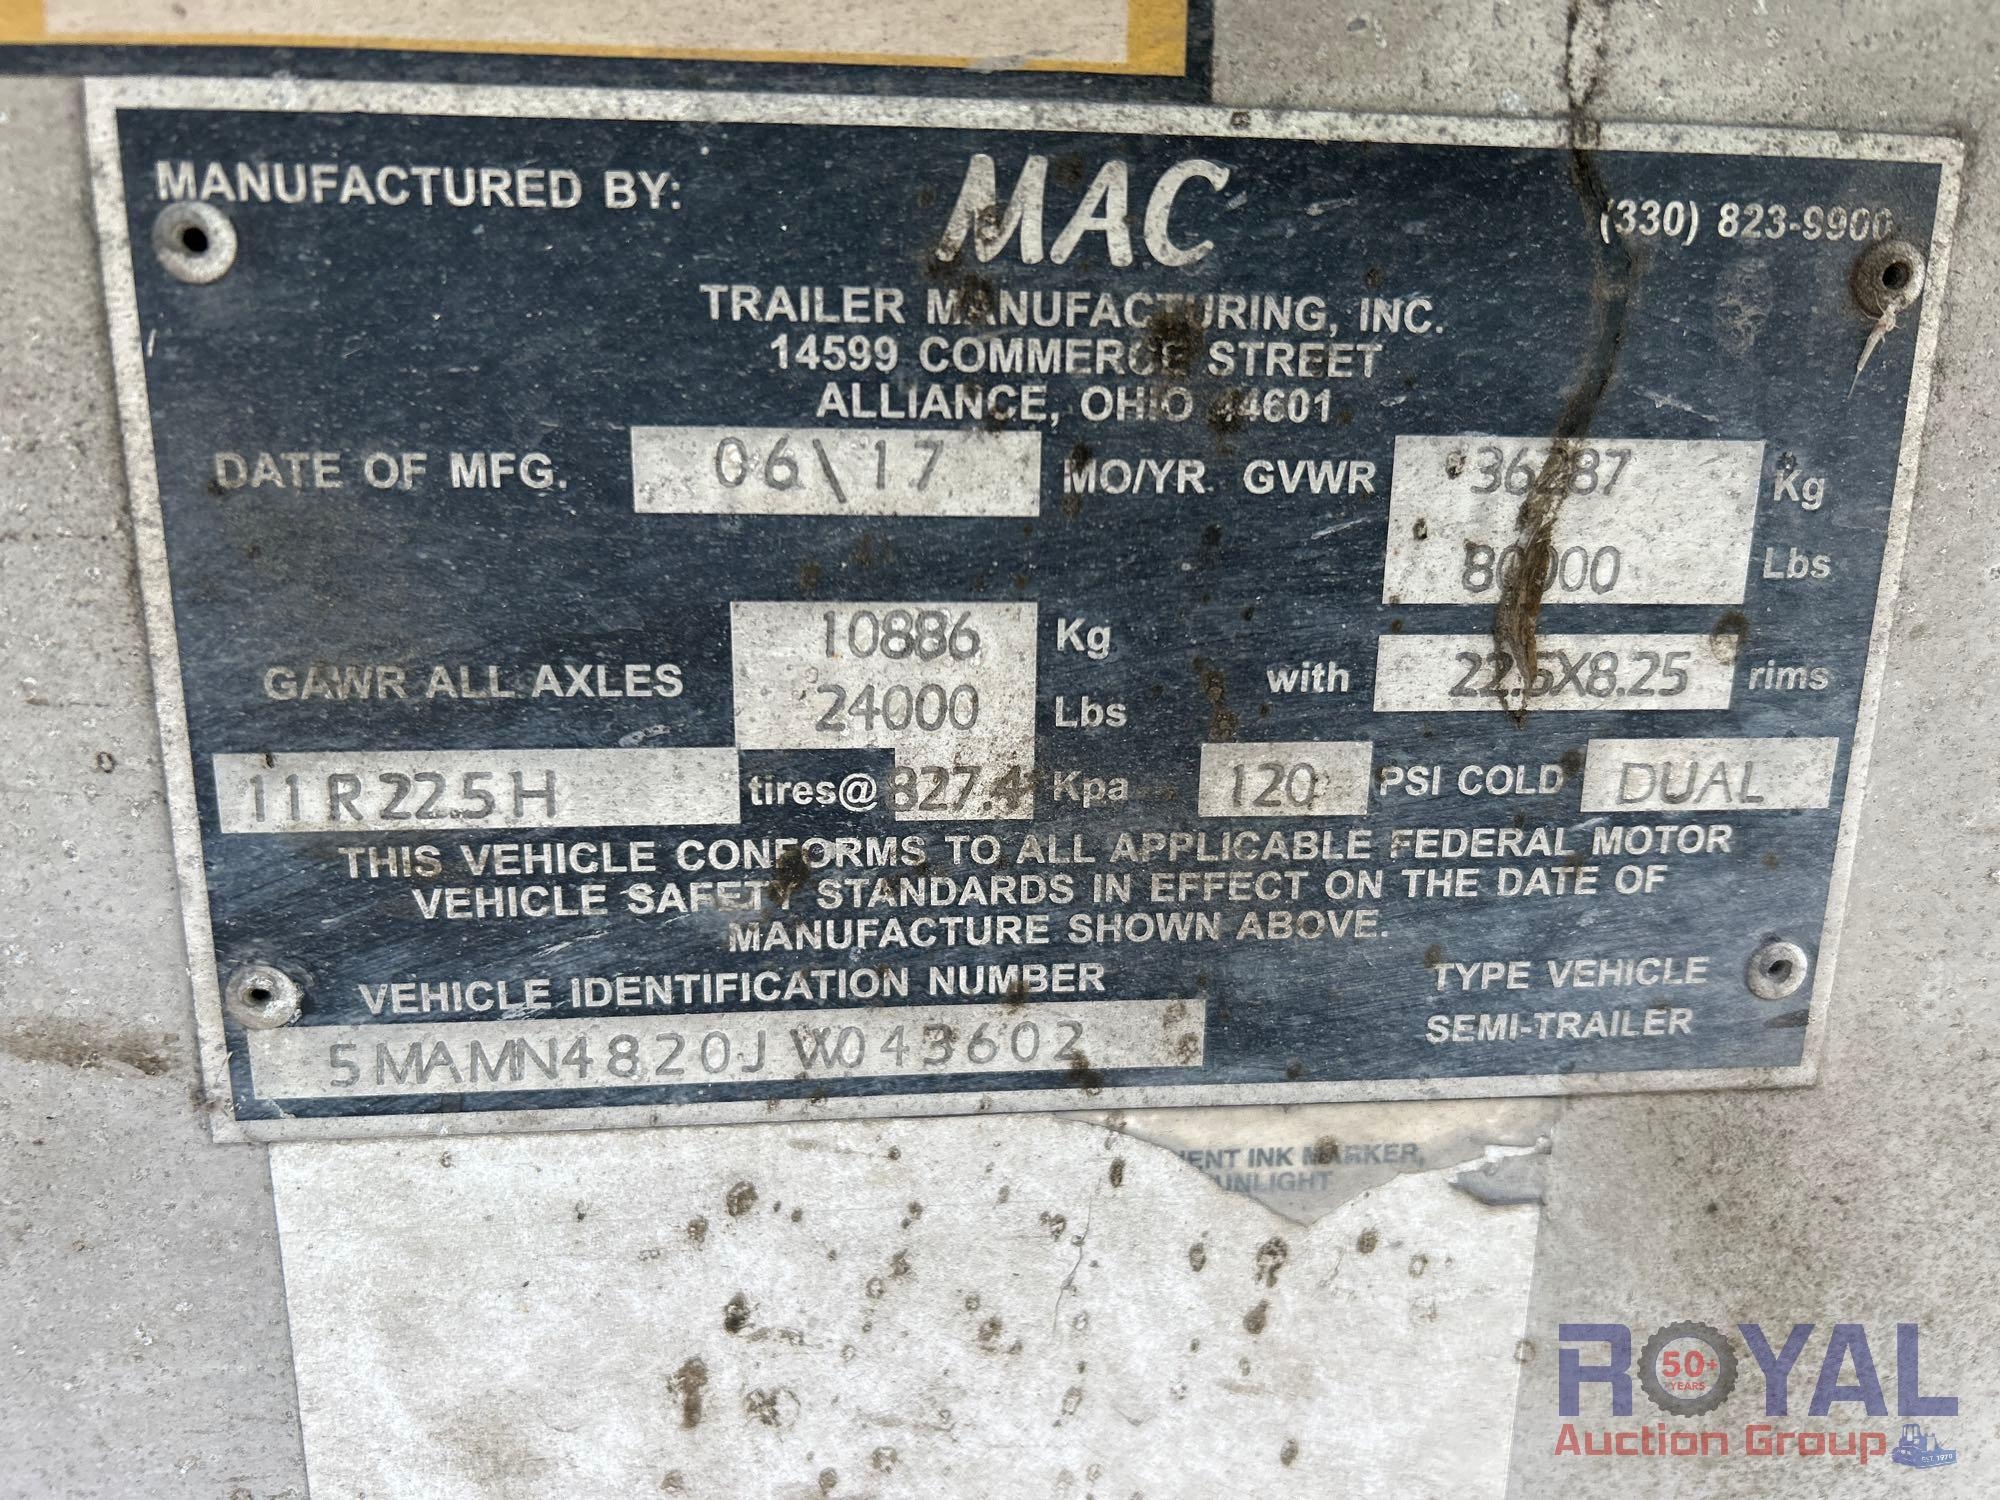 MANUFACTURED BY: MAC (330) 823-9900
TRAILER MANUFACTURING, INC.
14599 COMMERCE STREET
ALLIANCE, OHIO 44601
DATE OF MFG. 06\17 MO/YR. GVWR 36287 Kg
80000 Lbs
GAWR ALL AXLES 10886 Kg
24000 Lbs with 22.5X8.25 rims
11R22.5H tires@ 827.4 Kpa 120 PSI COLD DUAL
THIS VEHICLE CONFORMS TO ALL APPLICABLE FEDERAL MOTOR
VEHICLE SAFETY STANDARDS IN EFFECT ON THE DATE OF
MANUFACTURE SHOWN ABOVE.
VEHICLE IDENTIFICATION NUMBER TYPE VEHICLE
5MAMN4820JW043602 SEMI-TRAILER
INK MARKER,
ROYAL
50+ YEARS
Auction Group
EST. 1970